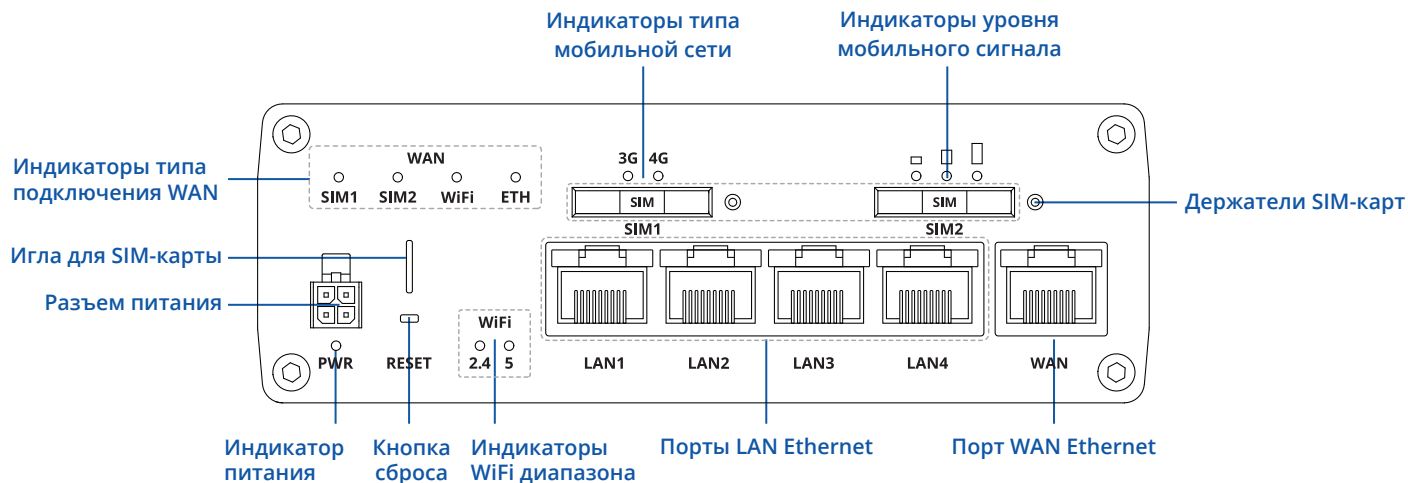 Индикаторы типа
мобильной сети
Индикаторы уровня
мобильного сигнала
Индикаторы типа
подключения WAN
WAN
SIM1 SIM2 WiFi ETH
3G 4G
SIM
SIM
SIM1
SIM2
Держатели SIM-карт
Игла для SIM-карты
Разъем питания
WiFi
2.4 5
PWR
RESET
LAN1
LAN2
LAN3
LAN4
WAN
Индикатор
питания
Кнопка
сброса
Индикаторы
WiFi диапазона
Порты LAN Ethernet
Порт WAN Ethernet